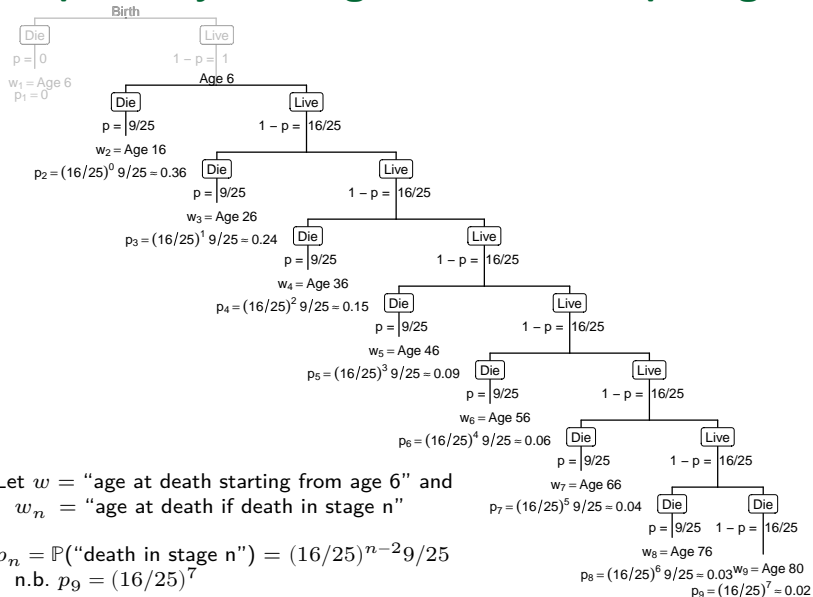 Birth
Die Live
p = 0 1 − p = 1
w₁ = Age 6
p₁ = 0
Age 6
Die Live
p = 9/25 1 − p = 16/25
w₂ = Age 16
p₂ = (16/25)⁰ 9/25 ≈ 0.36
Die Live
p = 9/25 1 − p = 16/25
w₃ = Age 26
p₃ = (16/25)¹ 9/25 ≈ 0.24
Die Live
p = 9/25 1 − p = 16/25
w₄ = Age 36
p₄ = (16/25)² 9/25 ≈ 0.15
Die Live
p = 9/25 1 − p = 16/25
w₅ = Age 46
p₅ = (16/25)³ 9/25 ≈ 0.09
Die Live
p = 9/25 1 − p = 16/25
w₆ = Age 56
p₆ = (16/25)⁴ 9/25 ≈ 0.06
Die Live
p = 9/25 1 − p = 16/25
w₇ = Age 66
p₇ = (16/25)⁵ 9/25 ≈ 0.04
Die Die
p = 9/25 1 − p = 16/25
w₈ = Age 76
p₈ = (16/25)⁶ 9/25 ≈ 0.03
w₉ = Age 80
p₉ = (16/25)⁷ ≈ 0.02
Let w = “age at death starting from age 6” and
wₙ = “age at death if death in stage n”
pₙ = ℙ(“death in stage n”) = (16/25)ⁿ⁻²9/25
n.b. p₉ = (16/25)⁷